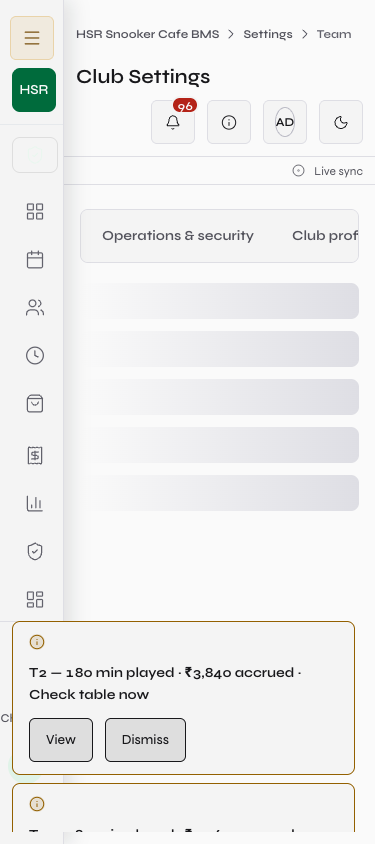 HSR Snooker Cafe BMS > Settings > Team
HSR
Club Settings
96
AD
Live sync
Operations & security Club prof
T2 — 180 min played · ₹3,840 accrued ·
Check table now
View Dismiss